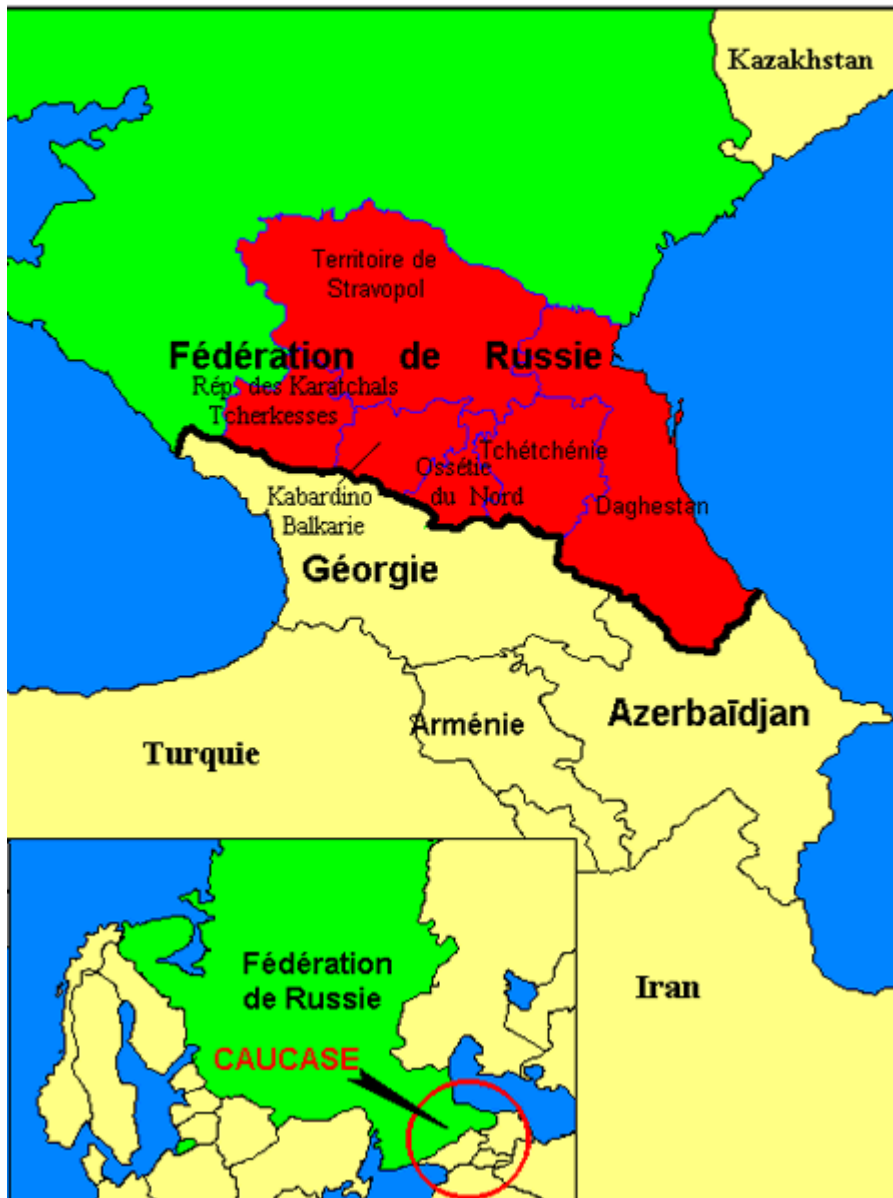 Kazakhstan
Territoire de
Stravopol
Fédération de Russie
Rép. des Karatchals
Tcherkesses
Tchétchénie
Ossétie
du Nord
Kabardino
Balkarie
Daghestan
Géorgie
Azerbaïdjan
Arménie
Turquie
Iran
Fédération
de Russie
CAUCASE